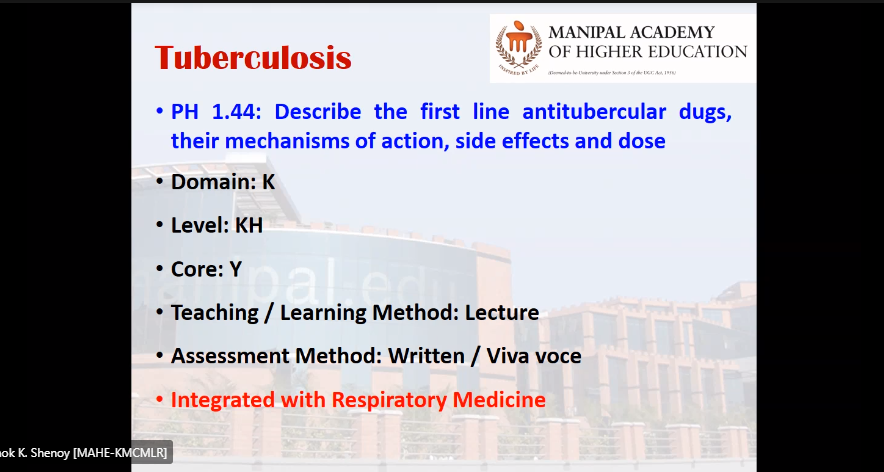 MANIPAL ACADEMY
OF HIGHER EDUCATION
(Deemed to be University under Section 3 of the UGC Act, 1956)
INSPIRED BY LIFE
Tuberculosis
• PH 1.44: Describe the first line antitubercular dugs,
their mechanisms of action, side effects and dose
• Domain: K
• Level: KH
• Core: Y
• Teaching / Learning Method: Lecture
• Assessment Method: Written / Viva voce
• Integrated with Respiratory Medicine
manipal.edu
hok K. Shenoy [MAHE-KMCMLR]